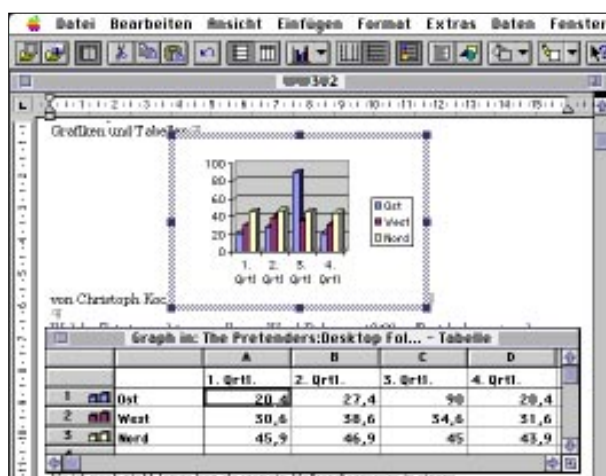 Datei Bearbeiten Ansicht Einfügen Format Extras Daten Fenster
Grafiken und Tabellen
100
80
60
40
20
0
1. Qrtl 2. Qrtl 3. Qrtl 4. Qrtl
Ost
West
Nord
von Christoph Koc
Graph in: The Pretenders:Desktop Fol... - Tabelle
A B C D
1. Qrtl. 2. Qrtl. 3. Qrtl. 4. Qrtl.
1 Ost 20,4 27,4 90 20,4
2 West 30,6 38,6 34,6 31,6
3 Nord 45,9 46,9 45 43,9